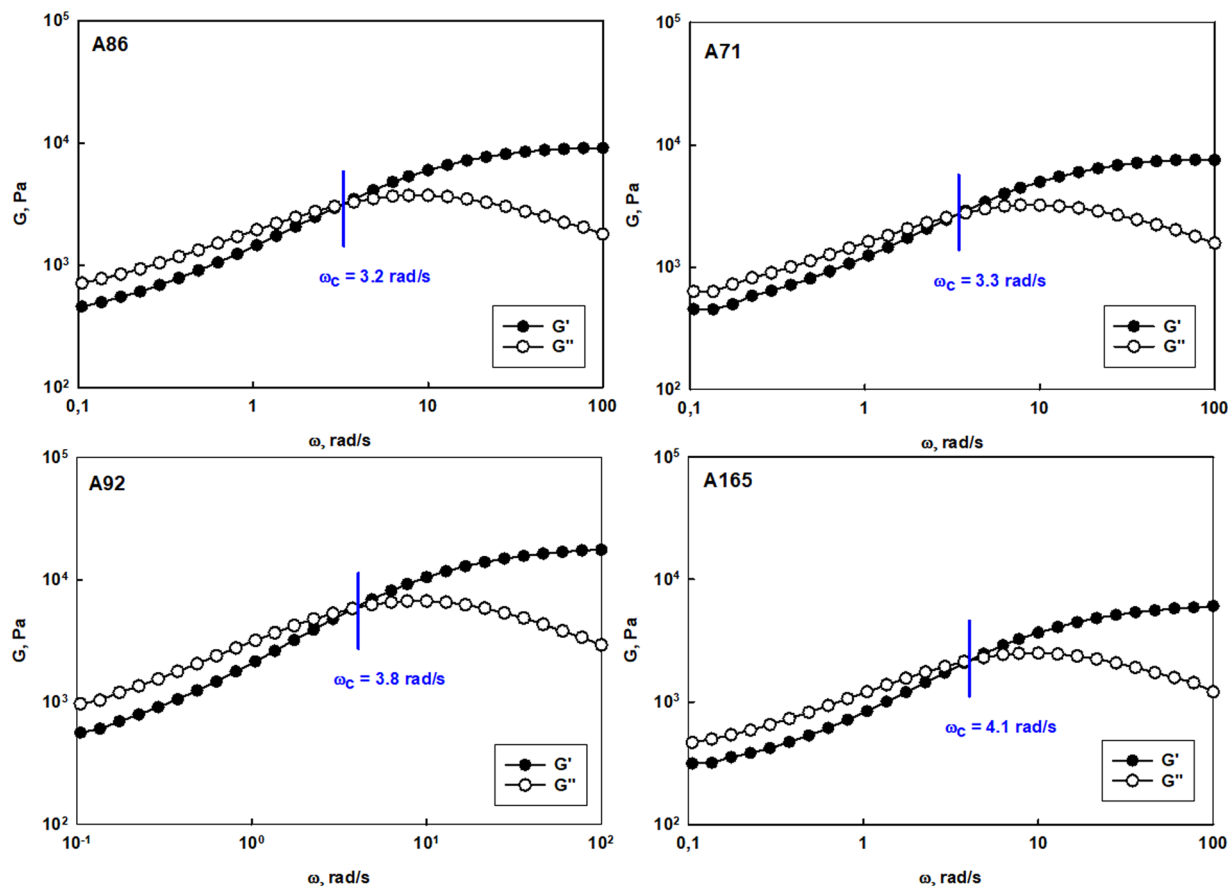 A86
G, Pa
10⁵
10⁴
10³
10²
ωC = 3.2 rad/s
G'
G''
0,1
1
10
100
ω, rad/s
A71
G, Pa
10⁵
10⁴
10³
10²
ωC = 3.3 rad/s
G'
G''
0,1
1
10
100
ω, rad/s
A92
G, Pa
10⁵
10⁴
10³
10²
ωC = 3.8 rad/s
G'
G''
10⁻¹
10⁰
10¹
10²
ω, rad/s
A165
G, Pa
10⁵
10⁴
10³
10²
ωC = 4.1 rad/s
G'
G''
0,1
1
10
100
ω, rad/s